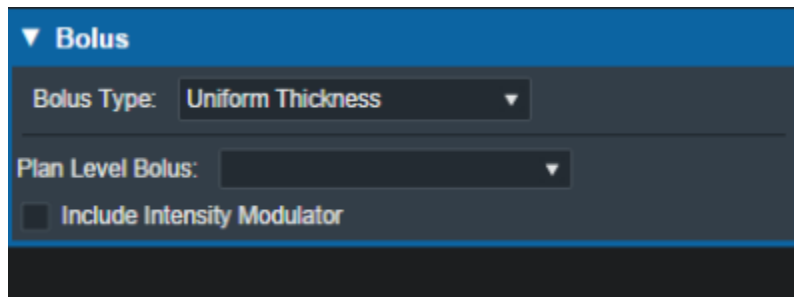 Bolus
Bolus Type: Uniform Thickness
Plan Level Bolus:
Include Intensity Modulator